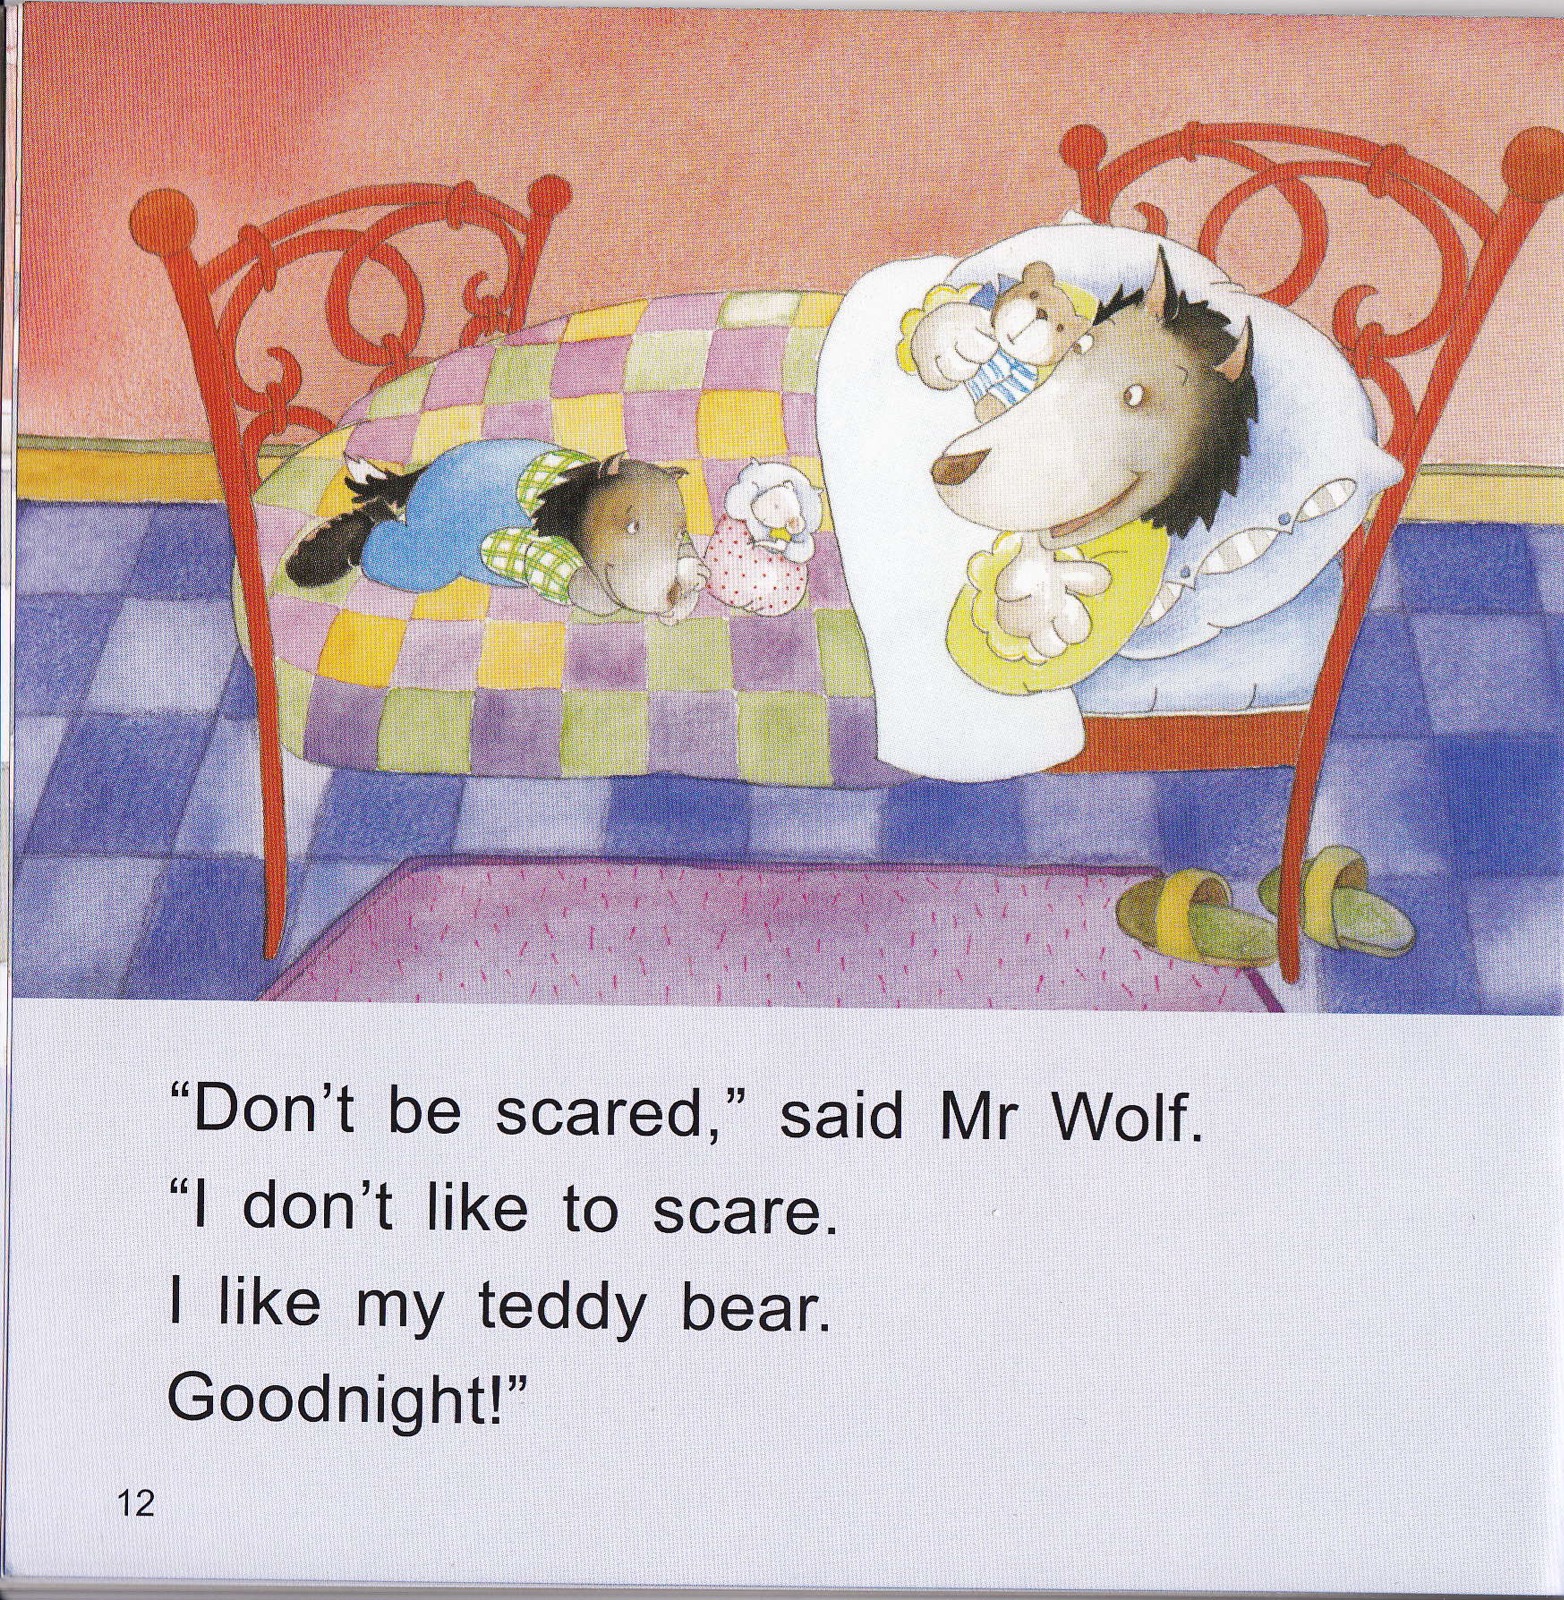 “Don’t be scared,” said Mr Wolf.
“I don’t like to scare.
I like my teddy bear.
Goodnight!”
12